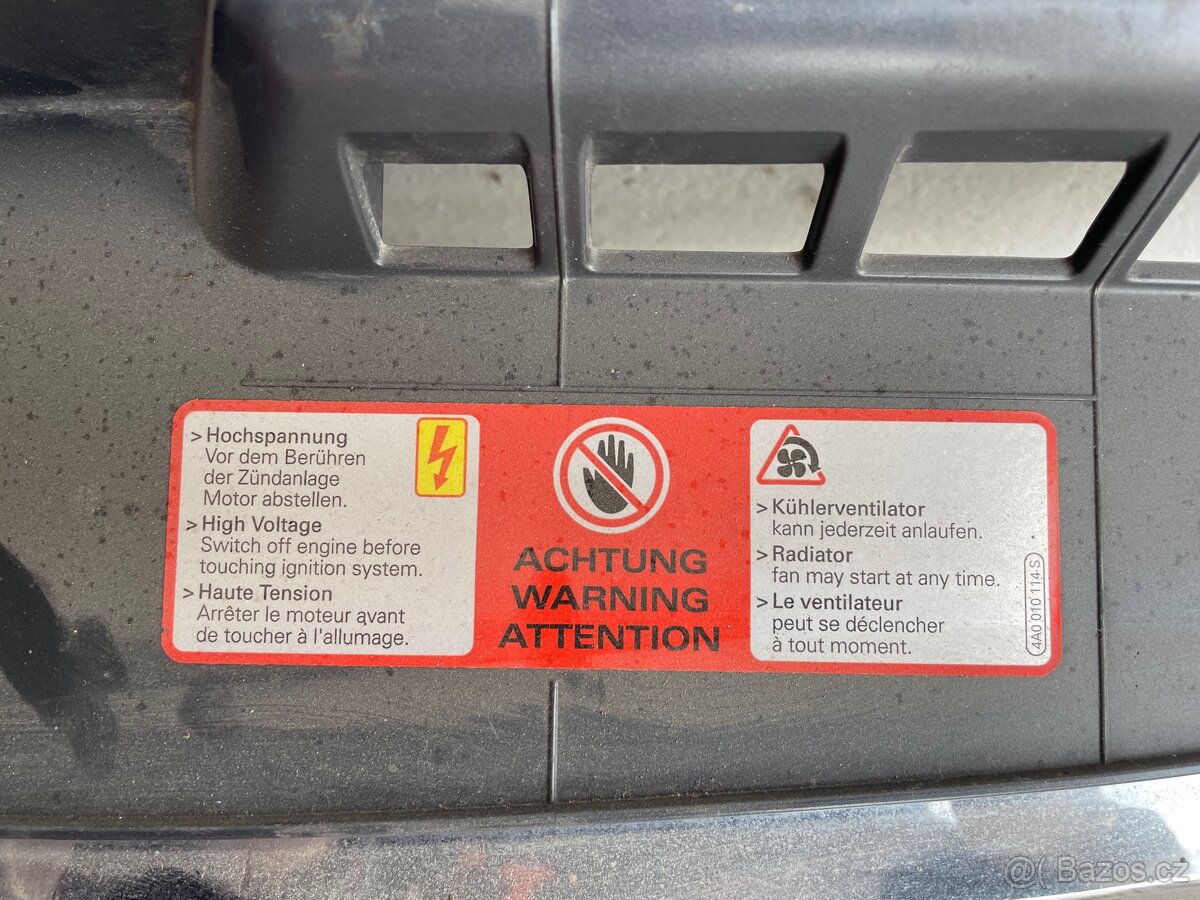 > Hochspannung
Vor dem Berühren
der Zündanlage
Motor abstellen.
> High Voltage
Switch off engine before
touching ignition system.
> Haute Tension
Arrêter le moteur avant
de toucher à l'allumage.
ACHTUNG
WARNING
ATTENTION
> Kühlerventilator
kann jederzeit anlaufen.
> Radiator
fan may start at any time.
> Le ventilateur
peut se déclencher
à tout moment.
4A0 010 114 S
@( Bazos.cz